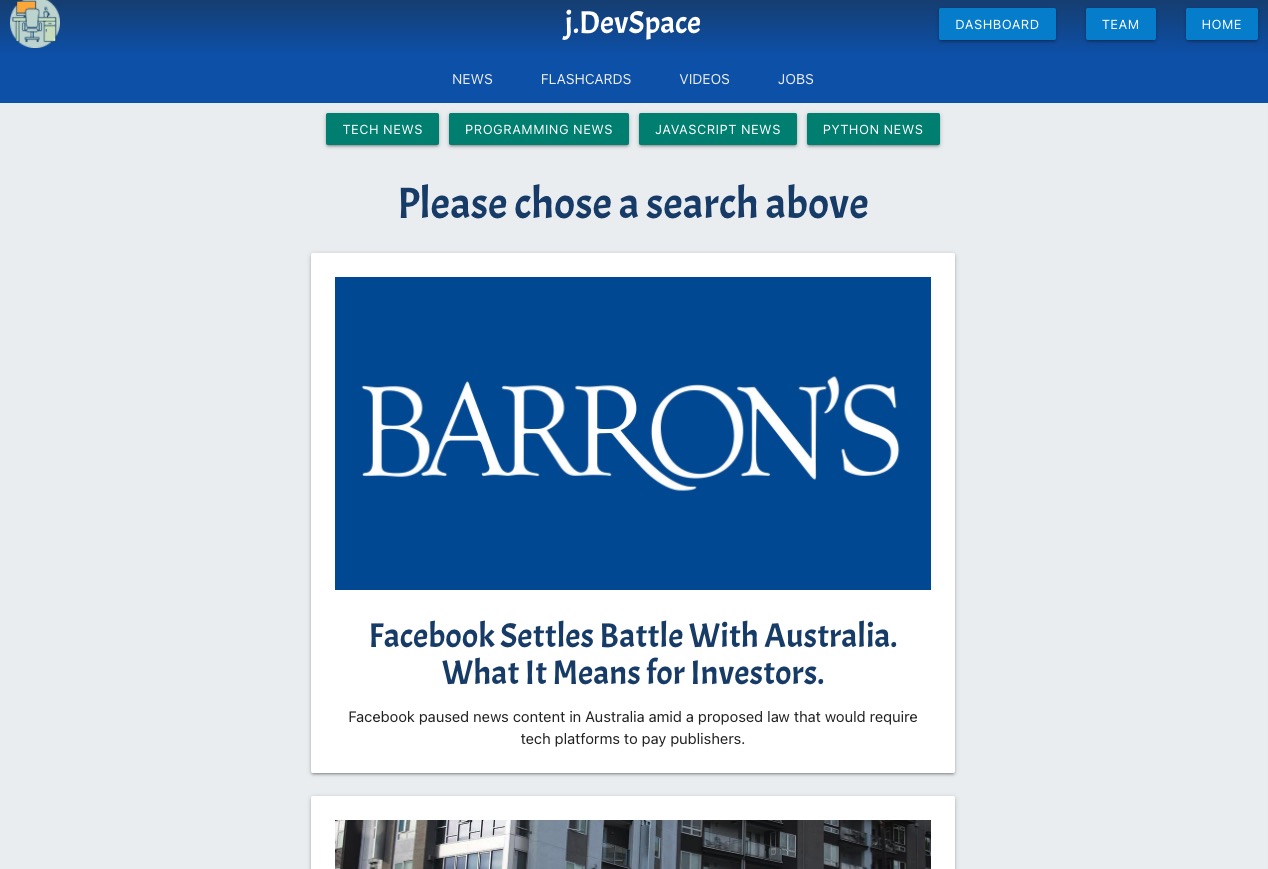 j.DevSpace
DASHBOARD
TEAM
HOME
NEWS
FLASHCARDS
VIDEOS
JOBS
TECH NEWS
PROGRAMMING NEWS
JAVASCRIPT NEWS
PYTHON NEWS
Please chose a search above
BARRON'S
Facebook Settles Battle With Australia.
What It Means for Investors.
Facebook paused news content in Australia amid a proposed law that would require
tech platforms to pay publishers.